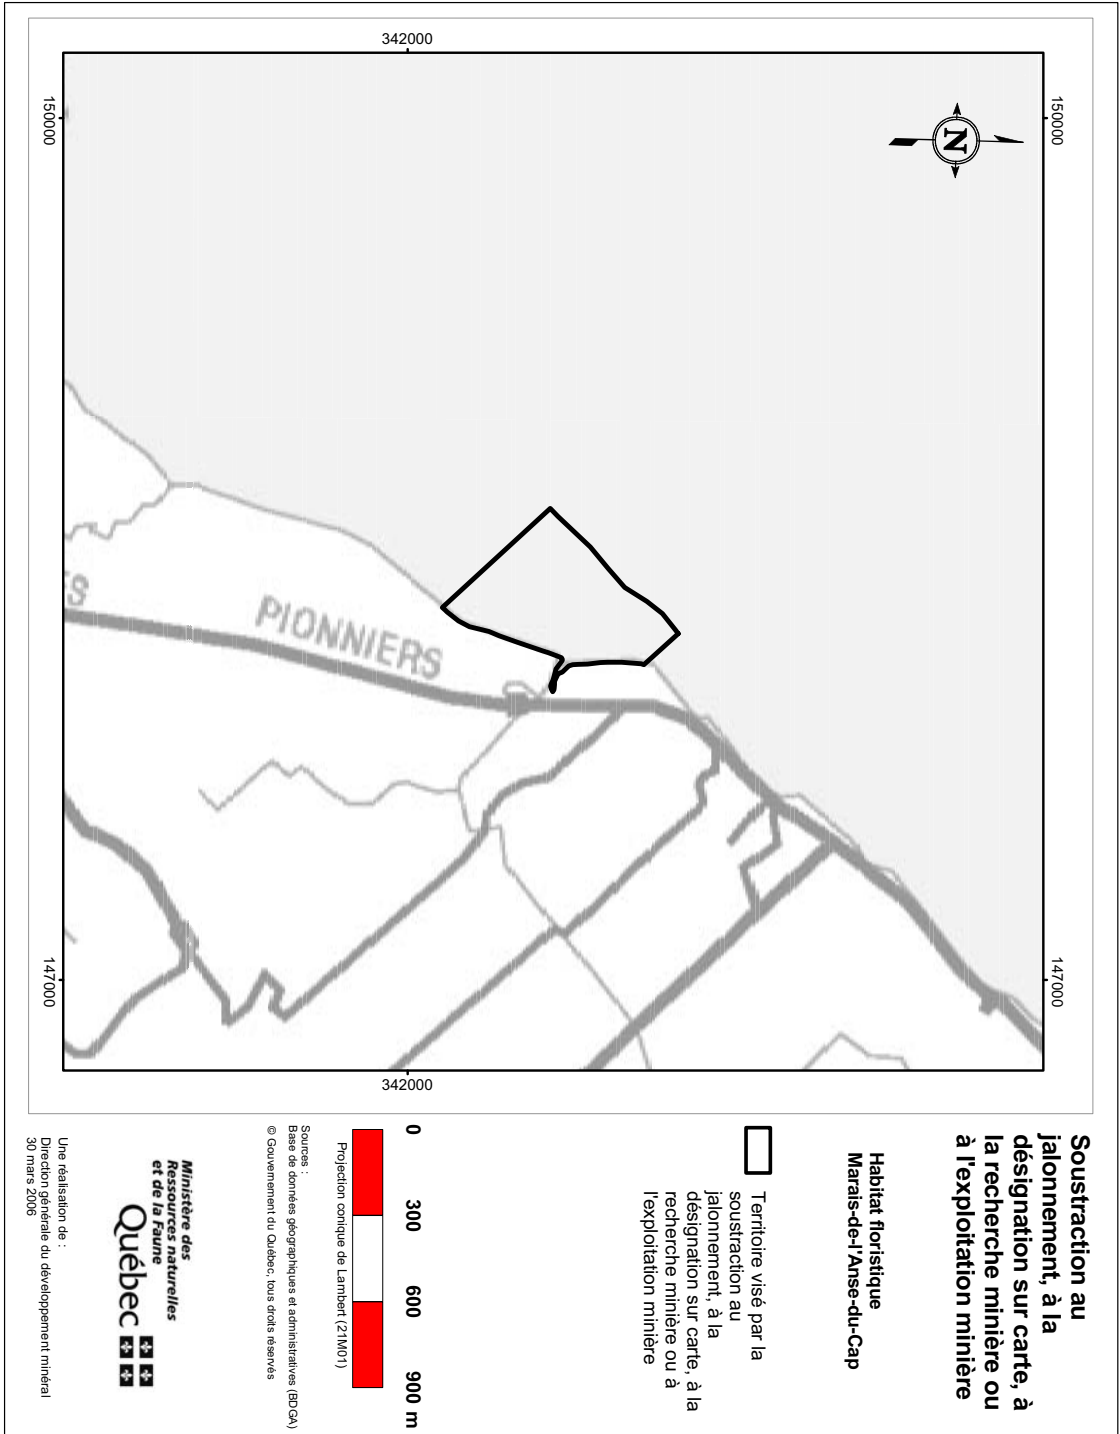 Soustraction au
jalonnement, à la
désignation sur carte, à
la recherche minière ou
à l'exploitation minière
Habitat floristique
Marais-de-l'Anse-du-Cap
Territoire visé par la
soustraction au
jalonnement, à la
désignation sur carte, à la
recherche minière ou à
l'exploitation minière
0 300 600 900 m
Projection conique de Lambert (21M01)
Sources :
Base de données géographiques et administratives (BDGA)
© Gouvernement du Québec, tous droits réservés
Ministère des
Ressources naturelles
et de la Faune
Québec
Une réalisation de :
Direction générale du développement minéral
30 mars 2006
150000
147000
342000
342000
150000
147000
N
PIONNIERS
ES